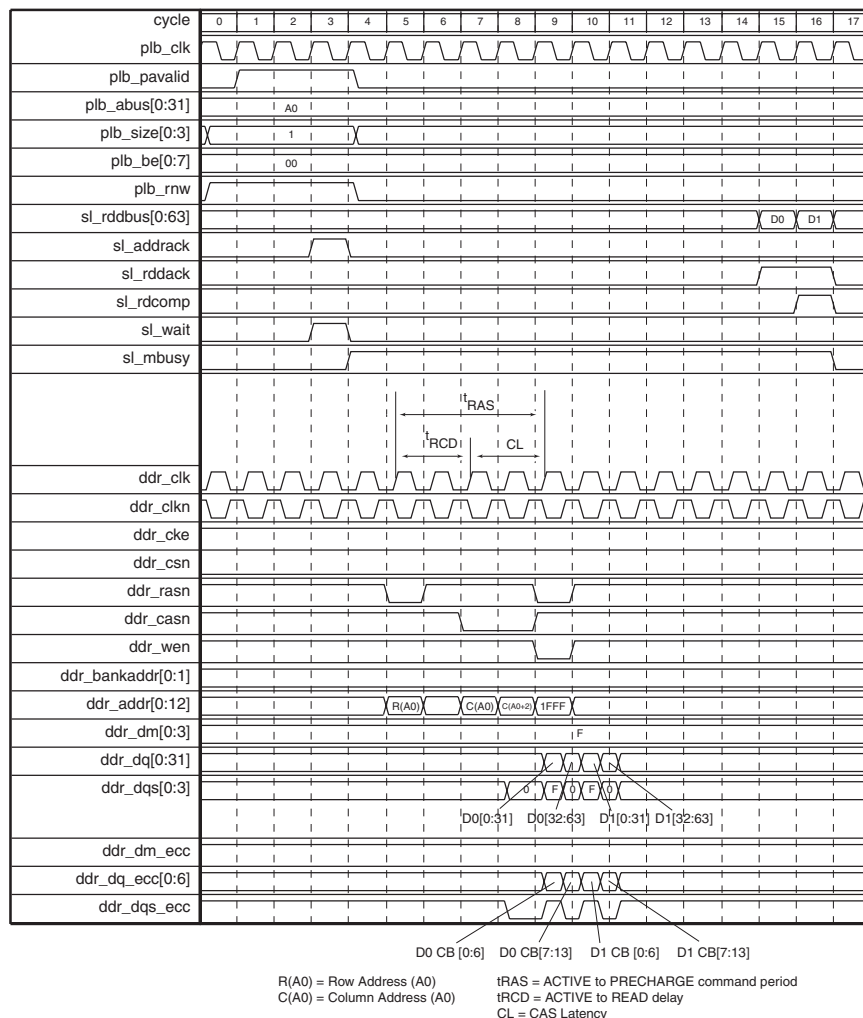 cycle 0 1 2 3 4 5 6 7 8 9 10 11 12 13 14 15 16 17
plb_clk
plb_pavalid
plb_abus[0:31] A0
plb_size[0:3] 1
plb_be[0:7] 00
plb_rnw
sl_rddbus[0:63] D0 D1
sl_addrack
sl_rddack
sl_rdcomp
sl_wait
sl_mbusy
tRAS
tRCD CL
ddr_clk
ddr_clkn
ddr_cke
ddr_csn
ddr_rasn
ddr_casn
ddr_wen
ddr_bankaddr[0:1]
ddr_addr[0:12] R(A0) C(A0) C(A0+2) 1FFF
ddr_dm[0:3] F
ddr_dq[0:31]
ddr_dqs[0:3] 0 F 0 F 0
D0[0:31] D0[32:63] D1[0:31] D1[32:63]
ddr_dm_ecc
ddr_dq_ecc[0:6]
ddr_dqs_ecc
D0 CB [0:6] D0 CB[7:13] D1 CB [0:6] D1 CB[7:13]
R(A0) = Row Address (A0) tRAS = ACTIVE to PRECHARGE command period
C(A0) = Column Address (A0) tRCD = ACTIVE to READ delay
CL = CAS Latency